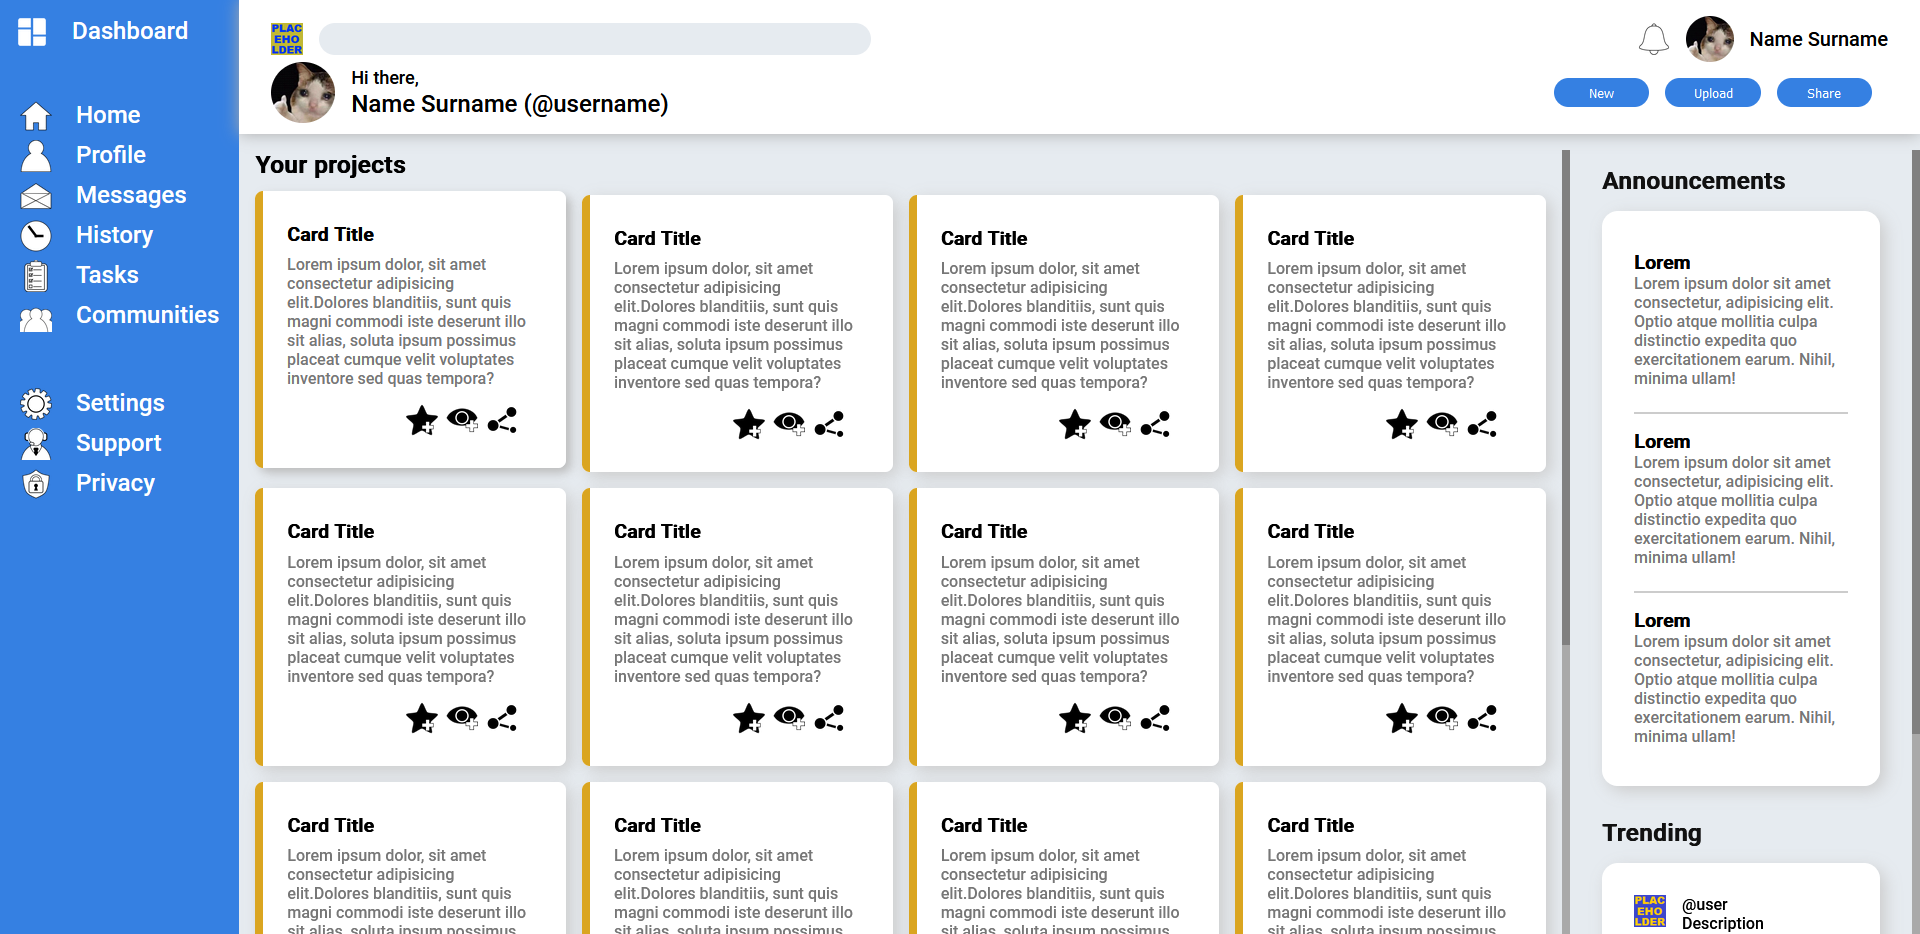 Dashboard
Home
Profile
Messages
History
Tasks
Communities
Settings
Support
Privacy
PLAC
EHO
LDER
Name Surname
Hi there,
Name Surname (@username)
New
Upload
Share
Your projects
Card Title
Lorem ipsum dolor, sit amet
consectetur adipisicing
elit.Dolores blanditiis, sunt quis
magni commodi iste deserunt illo
sit alias, soluta ipsum possimus
placeat cumque velit voluptates
inventore sed quas tempora?
Card Title
Lorem ipsum dolor, sit amet
consectetur adipisicing
elit.Dolores blanditiis, sunt quis
magni commodi iste deserunt illo
sit alias, soluta ipsum possimus
placeat cumque velit voluptates
inventore sed quas tempora?
Card Title
Lorem ipsum dolor, sit amet
consectetur adipisicing
elit.Dolores blanditiis, sunt quis
magni commodi iste deserunt illo
sit alias, soluta ipsum possimus
placeat cumque velit voluptates
inventore sed quas tempora?
Card Title
Lorem ipsum dolor, sit amet
consectetur adipisicing
elit.Dolores blanditiis, sunt quis
magni commodi iste deserunt illo
sit alias, soluta ipsum possimus
placeat cumque velit voluptates
inventore sed quas tempora?
Card Title
Lorem ipsum dolor, sit amet
consectetur adipisicing
elit.Dolores blanditiis, sunt quis
magni commodi iste deserunt illo
sit alias, soluta ipsum possimus
placeat cumque velit voluptates
inventore sed quas tempora?
Card Title
Lorem ipsum dolor, sit amet
consectetur adipisicing
elit.Dolores blanditiis, sunt quis
magni commodi iste deserunt illo
sit alias, soluta ipsum possimus
placeat cumque velit voluptates
inventore sed quas tempora?
Card Title
Lorem ipsum dolor, sit amet
consectetur adipisicing
elit.Dolores blanditiis, sunt quis
magni commodi iste deserunt illo
sit alias, soluta ipsum possimus
placeat cumque velit voluptates
inventore sed quas tempora?
Card Title
Lorem ipsum dolor, sit amet
consectetur adipisicing
elit.Dolores blanditiis, sunt quis
magni commodi iste deserunt illo
sit alias, soluta ipsum possimus
placeat cumque velit voluptates
inventore sed quas tempora?
Card Title
Lorem ipsum dolor, sit amet
consectetur adipisicing
elit.Dolores blanditiis, sunt quis
magni commodi iste deserunt illo
sit alias, soluta ipsum possimus
Card Title
Lorem ipsum dolor, sit amet
consectetur adipisicing
elit.Dolores blanditiis, sunt quis
magni commodi iste deserunt illo
sit alias, soluta ipsum possimus
Card Title
Lorem ipsum dolor, sit amet
consectetur adipisicing
elit.Dolores blanditiis, sunt quis
magni commodi iste deserunt illo
sit alias, soluta ipsum possimus
Card Title
Lorem ipsum dolor, sit amet
consectetur adipisicing
elit.Dolores blanditiis, sunt quis
magni commodi iste deserunt illo
sit alias, soluta ipsum possimus
Announcements
Lorem
Lorem ipsum dolor sit amet
consectetur, adipisicing elit.
Optio atque mollitia culpa
distinctio expedita quo
exercitationem earum. Nihil,
minima ullam!
Lorem
Lorem ipsum dolor sit amet
consectetur, adipisicing elit.
Optio atque mollitia culpa
distinctio expedita quo
exercitationem earum. Nihil,
minima ullam!
Lorem
Lorem ipsum dolor sit amet
consectetur, adipisicing elit.
Optio atque mollitia culpa
distinctio expedita quo
exercitationem earum. Nihil,
minima ullam!
Trending
PLAC
EHO
LDER
@user
Description